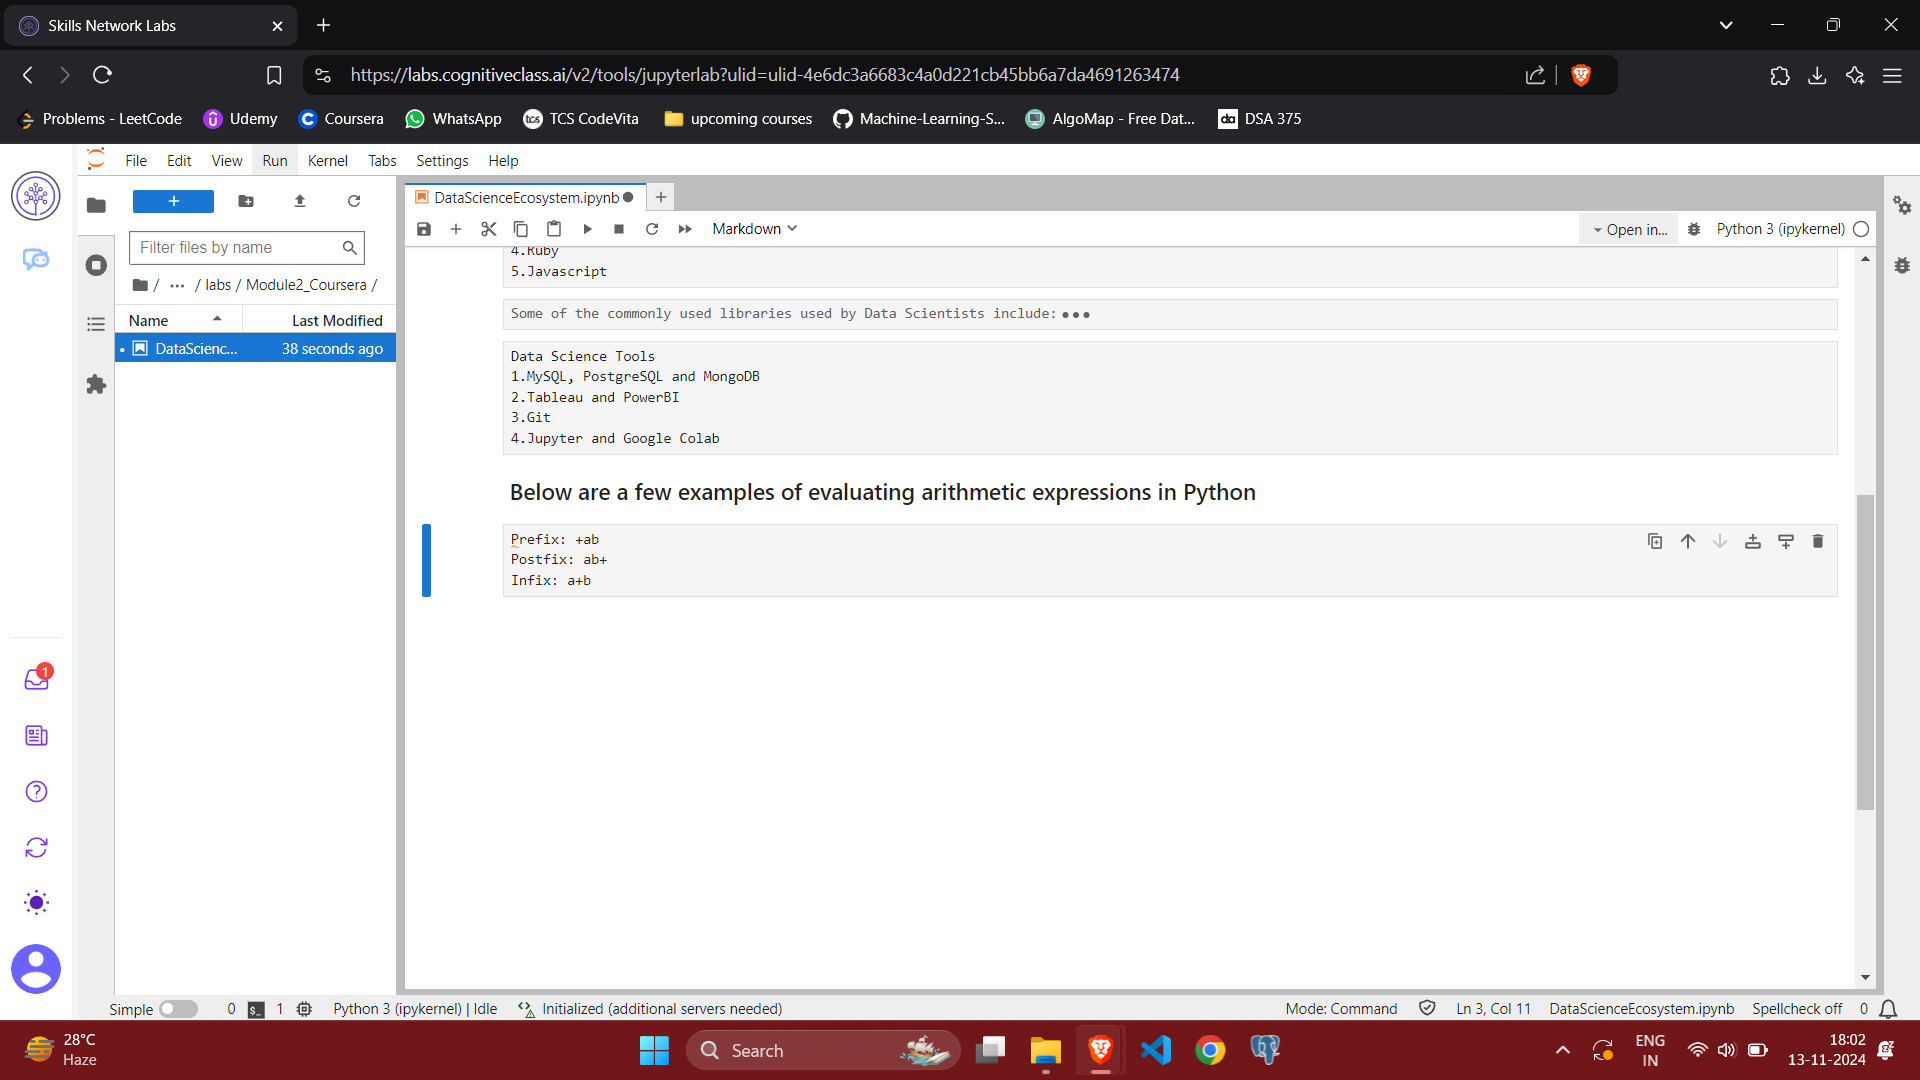 Skills Network Labs
https://labs.cognitiveclass.ai/v2/tools/jupyterlab?ulid=ulid-4e6dc3a6683c4a0d221cb45bb6a7da4691263474
Problems - LeetCode
Udemy
Coursera
WhatsApp
TCS CodeVita
upcoming courses
Machine-Learning-S...
AlgoMap - Free Dat...
DSA 375
File Edit View Run Kernel Tabs Settings Help
DataScienceEcosystem.ipynb
Markdown
Open in...
Python 3 (ipykernel)
Filter files by name
/ ... / labs / Module2_Coursera /
Name Last Modified
DataScienc... 38 seconds ago
4.Ruby
5.Javascript
Some of the commonly used libraries used by Data Scientists include:
Data Science Tools
1.MySQL, PostgreSQL and MongoDB
2.Tableau and PowerBI
3.Git
4.Jupyter and Google Colab
Below are a few examples of evaluating arithmetic expressions in Python
Prefix: +ab
Postfix: ab+
Infix: a+b
1
Simple 0 1 Python 3 (ipykernel) | Idle Initialized (additional servers needed) Mode: Command Ln 3, Col 11 DataScienceEcosystem.ipynb Spellcheck off 0
28°C
Haze
Search
ENG
IN
18:02
13-11-2024